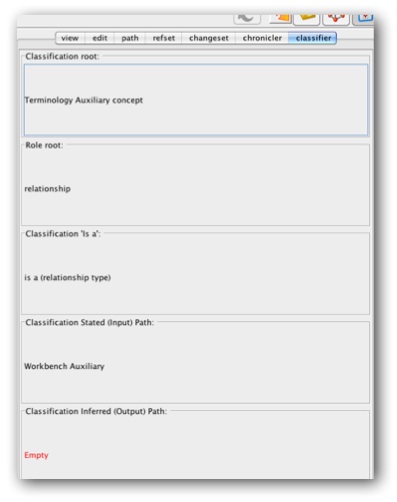 view edit path refset changeset chronicler classifier
Classification root:
Terminology Auxiliary concept
Role root:
relationship
Classification 'Is a':
is a (relationship type)
Classification Stated (Input) Path:
Workbench Auxiliary
Classification Inferred (Output) Path:
Empty